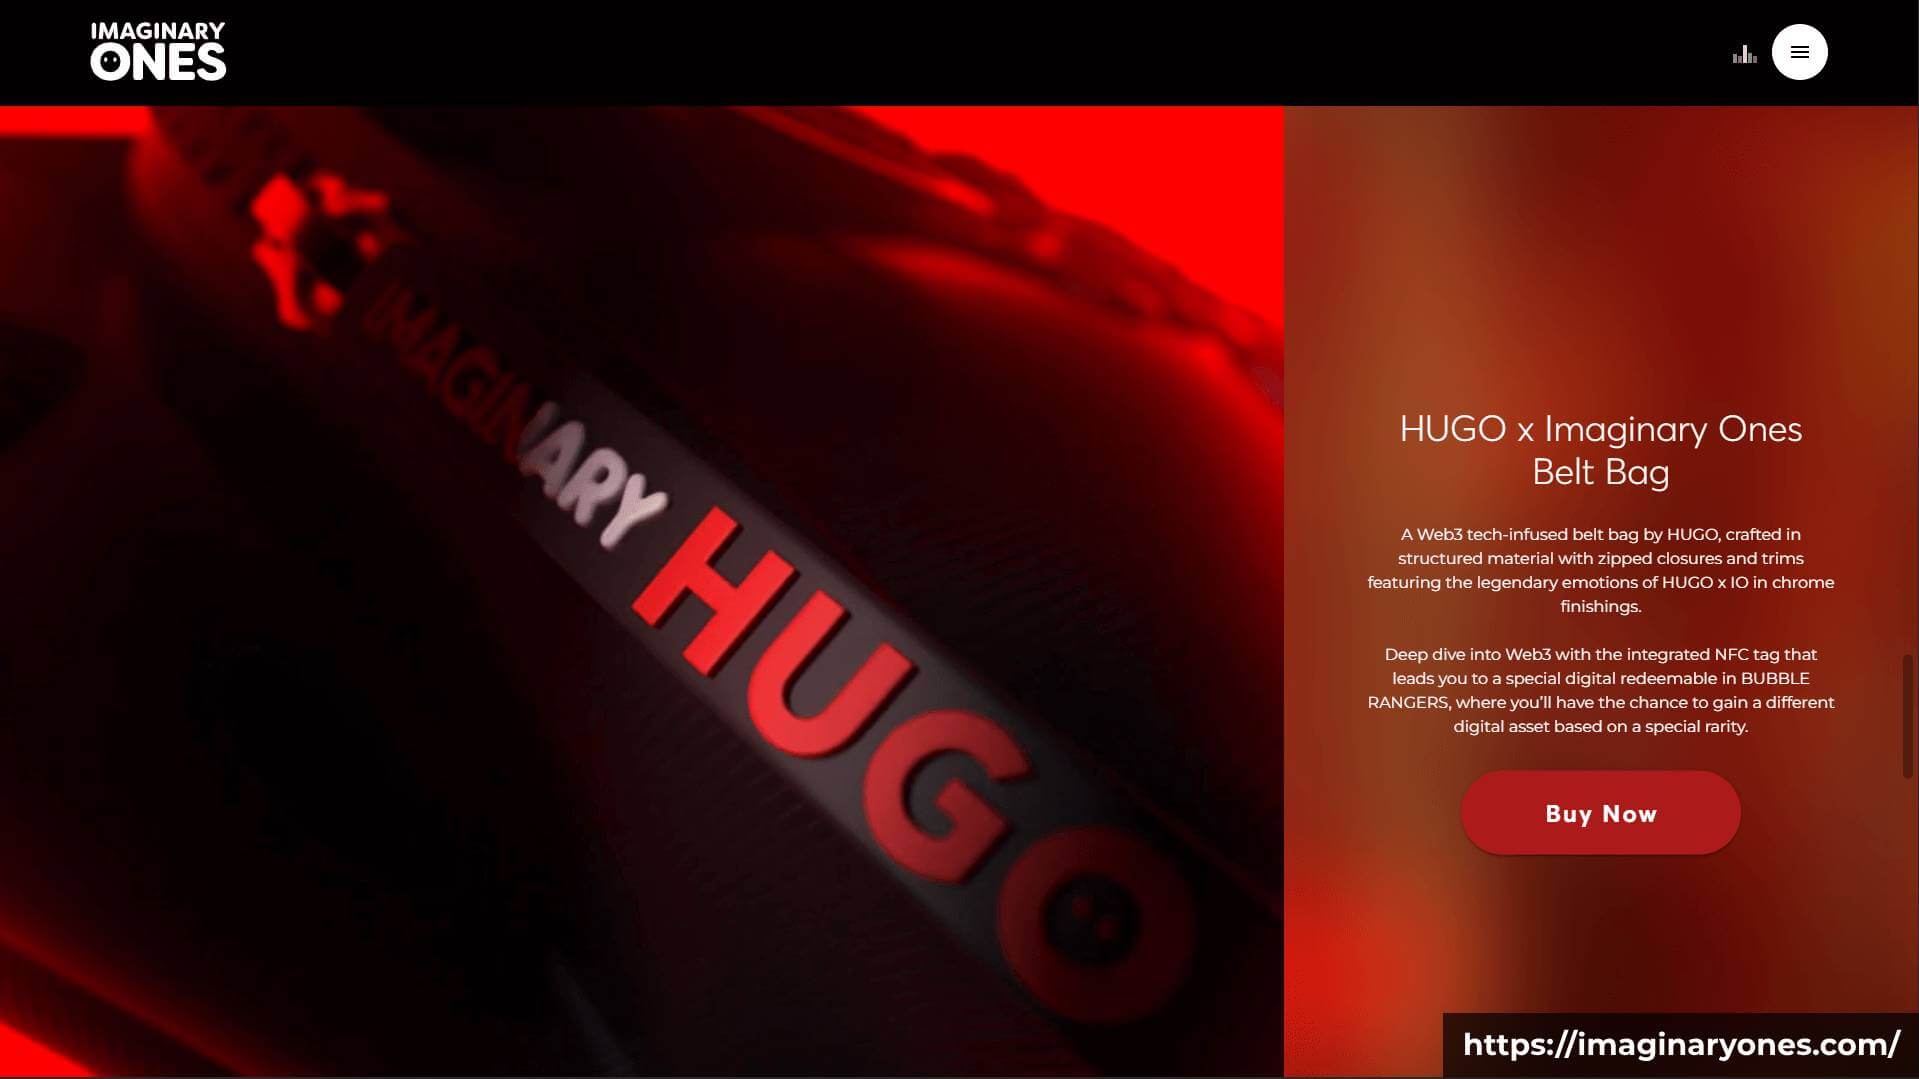 IMAGINARY
ONES
IMAGINARY HUGO
HUGO x Imaginary Ones
Belt Bag
A Web3 tech-infused belt bag by HUGO, crafted in
structured material with zipped closures and trims
featuring the legendary emotions of HUGO x IO in chrome
finishings.
Deep dive into Web3 with the integrated NFC tag that
leads you to a special digital redeemable in BUBBLE
RANGERS, where you’ll have the chance to gain a different
digital asset based on a special rarity.
Buy Now
https://imaginaryones.com/